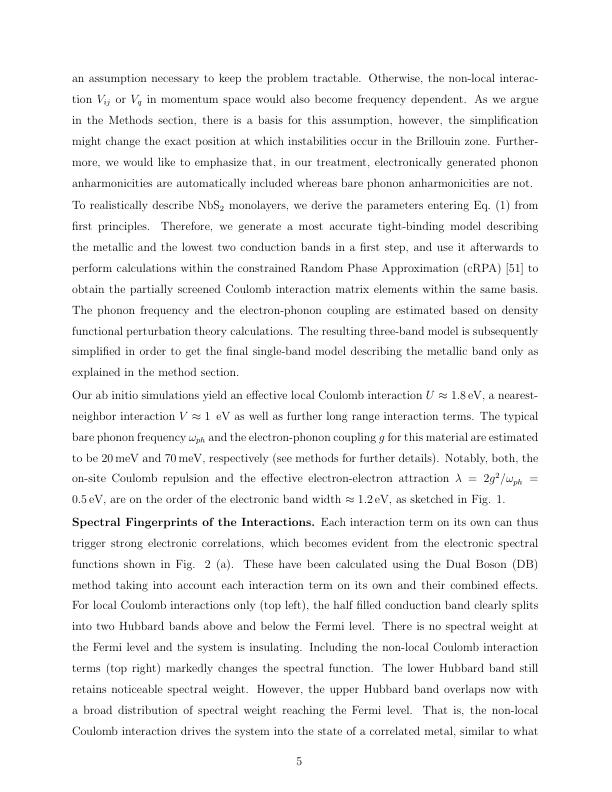 an assumption necessary to keep the problem tractable. Otherwise, the non-local interac-
tion V_{ij} or V_q in momentum space would also become frequency dependent. As we argue
in the Methods section, there is a basis for this assumption, however, the simplification
might change the exact position at which instabilities occur in the Brillouin zone. Further-
more, we would like to emphasize that, in our treatment, electronically generated phonon
anharmonicities are automatically included whereas bare phonon anharmonicities are not.
To realistically describe NbS₂ monolayers, we derive the parameters entering Eq. (1) from
first principles. Therefore, we generate a most accurate tight-binding model describing
the metallic and the lowest two conduction bands in a first step, and use it afterwards to
perform calculations within the constrained Random Phase Approximation (cRPA) [51] to
obtain the partially screened Coulomb interaction matrix elements within the same basis.
The phonon frequency and the electron-phonon coupling are estimated based on density
functional perturbation theory calculations. The resulting three-band model is subsequently
simplified in order to get the final single-band model describing the metallic band only as
explained in the method section.
Our ab initio simulations yield an effective local Coulomb interaction U ≈ 1.8 eV, a nearest-
neighbor interaction V ≈ 1 eV as well as further long range interaction terms. The typical
bare phonon frequency ω_{ph} and the electron-phonon coupling g for this material are estimated
to be 20 meV and 70 meV, respectively (see methods for further details). Notably, both, the
on-site Coulomb repulsion and the effective electron-electron attraction λ = 2g²/ω_{ph} =
0.5 eV, are on the order of the electronic band width ≈ 1.2 eV, as sketched in Fig. 1.
Spectral Fingerprints of the Interactions. Each interaction term on its own can thus
trigger strong electronic correlations, which becomes evident from the electronic spectral
functions shown in Fig. 2 (a). These have been calculated using the Dual Boson (DB)
method taking into account each interaction term on its own and their combined effects.
For local Coulomb interactions only (top left), the half filled conduction band clearly splits
into two Hubbard bands above and below the Fermi level. There is no spectral weight at
the Fermi level and the system is insulating. Including the non-local Coulomb interaction
terms (top right) markedly changes the spectral function. The lower Hubbard band still
retains noticeable spectral weight. However, the upper Hubbard band overlaps now with
a broad distribution of spectral weight reaching the Fermi level. That is, the non-local
Coulomb interaction drives the system into the state of a correlated metal, similar to what
5